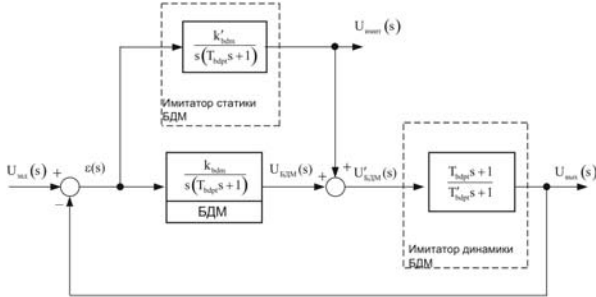 k'bdm
s(Tbdpt s+1)
Uимит(s)
Имитатор статики
БДМ
Uзад(s)
+
−
ε(s)
kbdm
s(Tbdpt s+1)
БДМ
UБДМ(s)
+
+
U'БДМ(s)
Tbdpt s+1
T'bdpt s+1
Uвых(s)
Имитатор динамики
БДМ